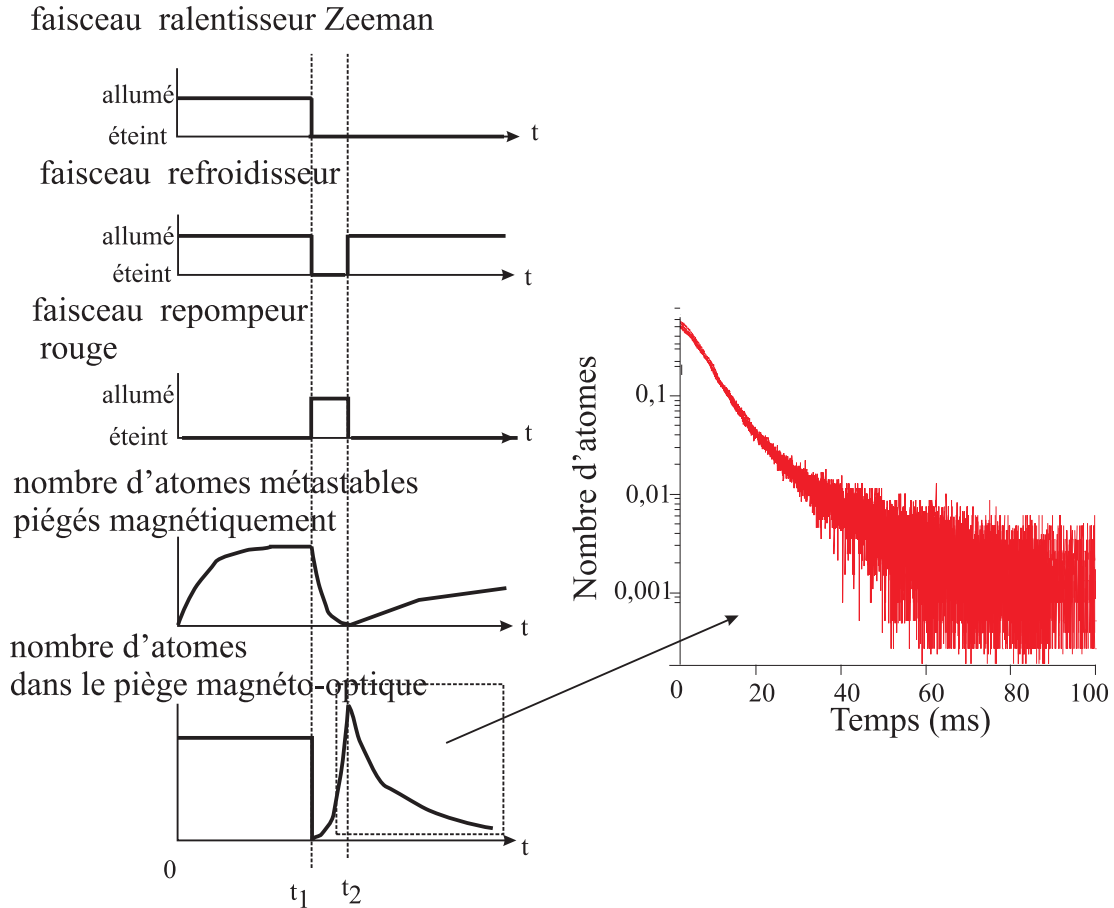 faisceau ralentisseur Zeeman
allumé
éteint
t
faisceau refroidisseur
allumé
éteint
t
faisceau repompeur
rouge
allumé
éteint
t
nombre d'atomes métastables
piégés magnétiquement
t
nombre d'atomes
dans le piège magnéto-optique
t
0
t1
t2
Nombre d'atomes
0,1
0,01
0,001
0 20 40 60 80 100
Temps (ms)